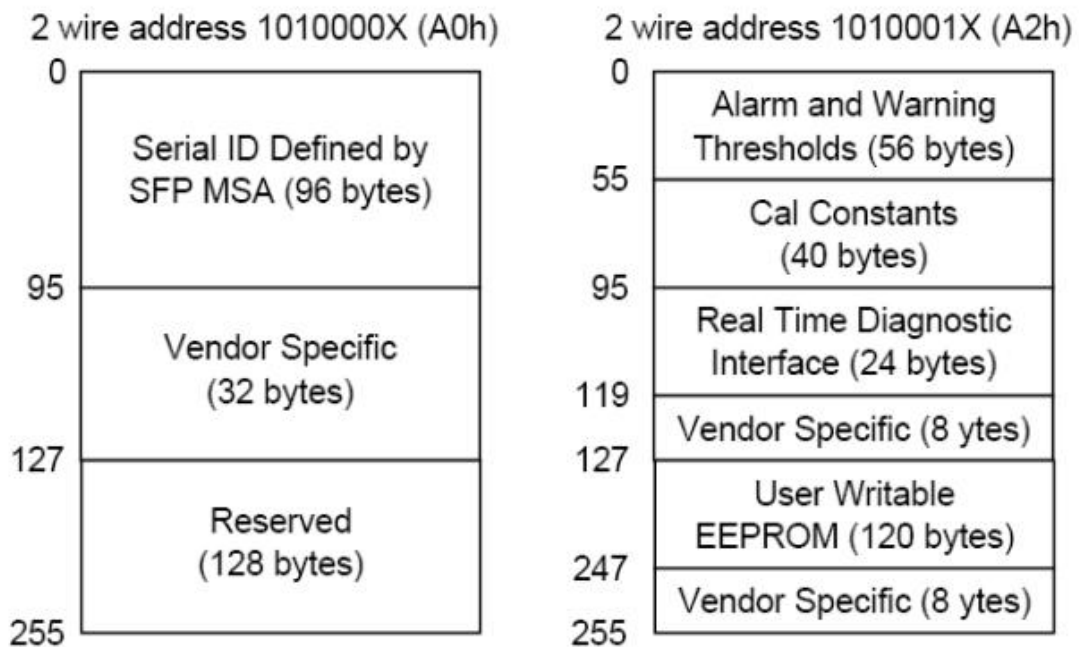 2 wire address 1010000X (A0h)
0
Serial ID Defined by
SFP MSA (96 bytes)
95
Vendor Specific
(32 bytes)
127
Reserved
(128 bytes)
255
2 wire address 1010001X (A2h)
0
Alarm and Warning
Thresholds (56 bytes)
55
Cal Constants
(40 bytes)
95
Real Time Diagnostic
Interface (24 bytes)
119
Vendor Specific (8 ytes)
127
User Writable
EEPROM (120 bytes)
247
Vendor Specific (8 ytes)
255